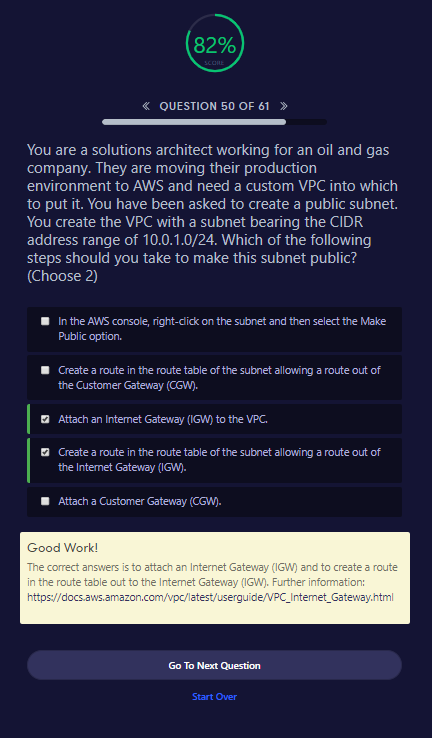 82%
SCORE
« QUESTION 50 OF 61 »
You are a solutions architect working for an oil and gas
company. They are moving their production
environment to AWS and need a custom VPC into which
to put it. You have been asked to create a public subnet.
You create the VPC with a subnet bearing the CIDR
address range of 10.0.1.0/24. Which of the following
steps should you take to make this subnet public?
(Choose 2)
In the AWS console, right-click on the subnet and then select the Make
Public option.
Create a route in the route table of the subnet allowing a route out of
the Customer Gateway (CGW).
Attach an Internet Gateway (IGW) to the VPC.
Create a route in the route table of the subnet allowing a route out of
the Internet Gateway (IGW).
Attach a Customer Gateway (CGW).
Good Work!
The correct answers is to attach an Internet Gateway (IGW) and to create a route
in the route table out to the Internet Gateway (IGW). Further information:
https://docs.aws.amazon.com/vpc/latest/userguide/VPC_Internet_Gateway.html
Go To Next Question
Start Over